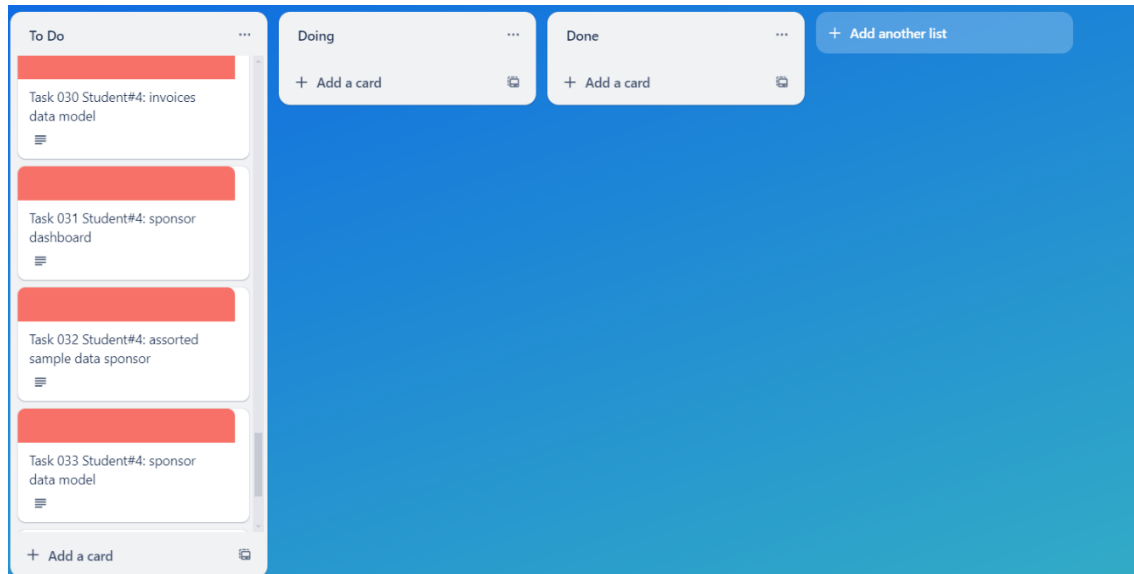 To Do
Task 030 Student#4: invoices
data model
Task 031 Student#4: sponsor
dashboard
Task 032 Student#4: assorted
sample data sponsor
Task 033 Student#4: sponsor
data model
+ Add a card
Doing
+ Add a card
Done
+ Add a card
+ Add another list